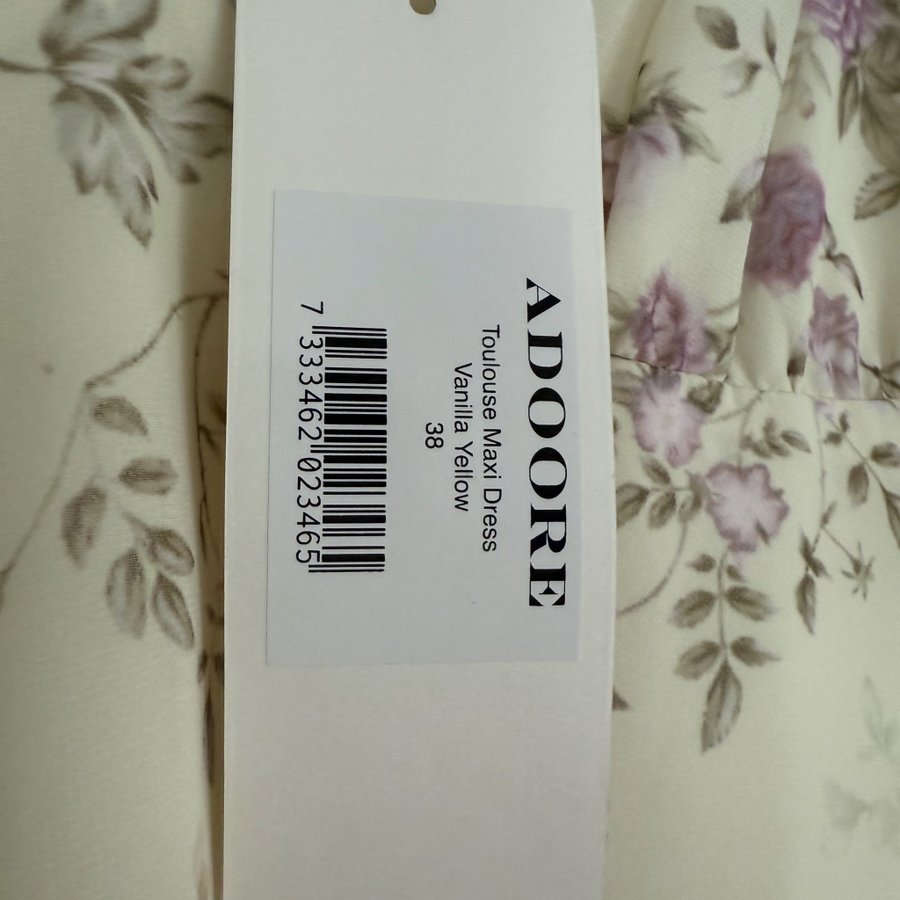 ADOORE
Toulouse Maxi Dress
Vanilla Yellow
38
7 333462 023465